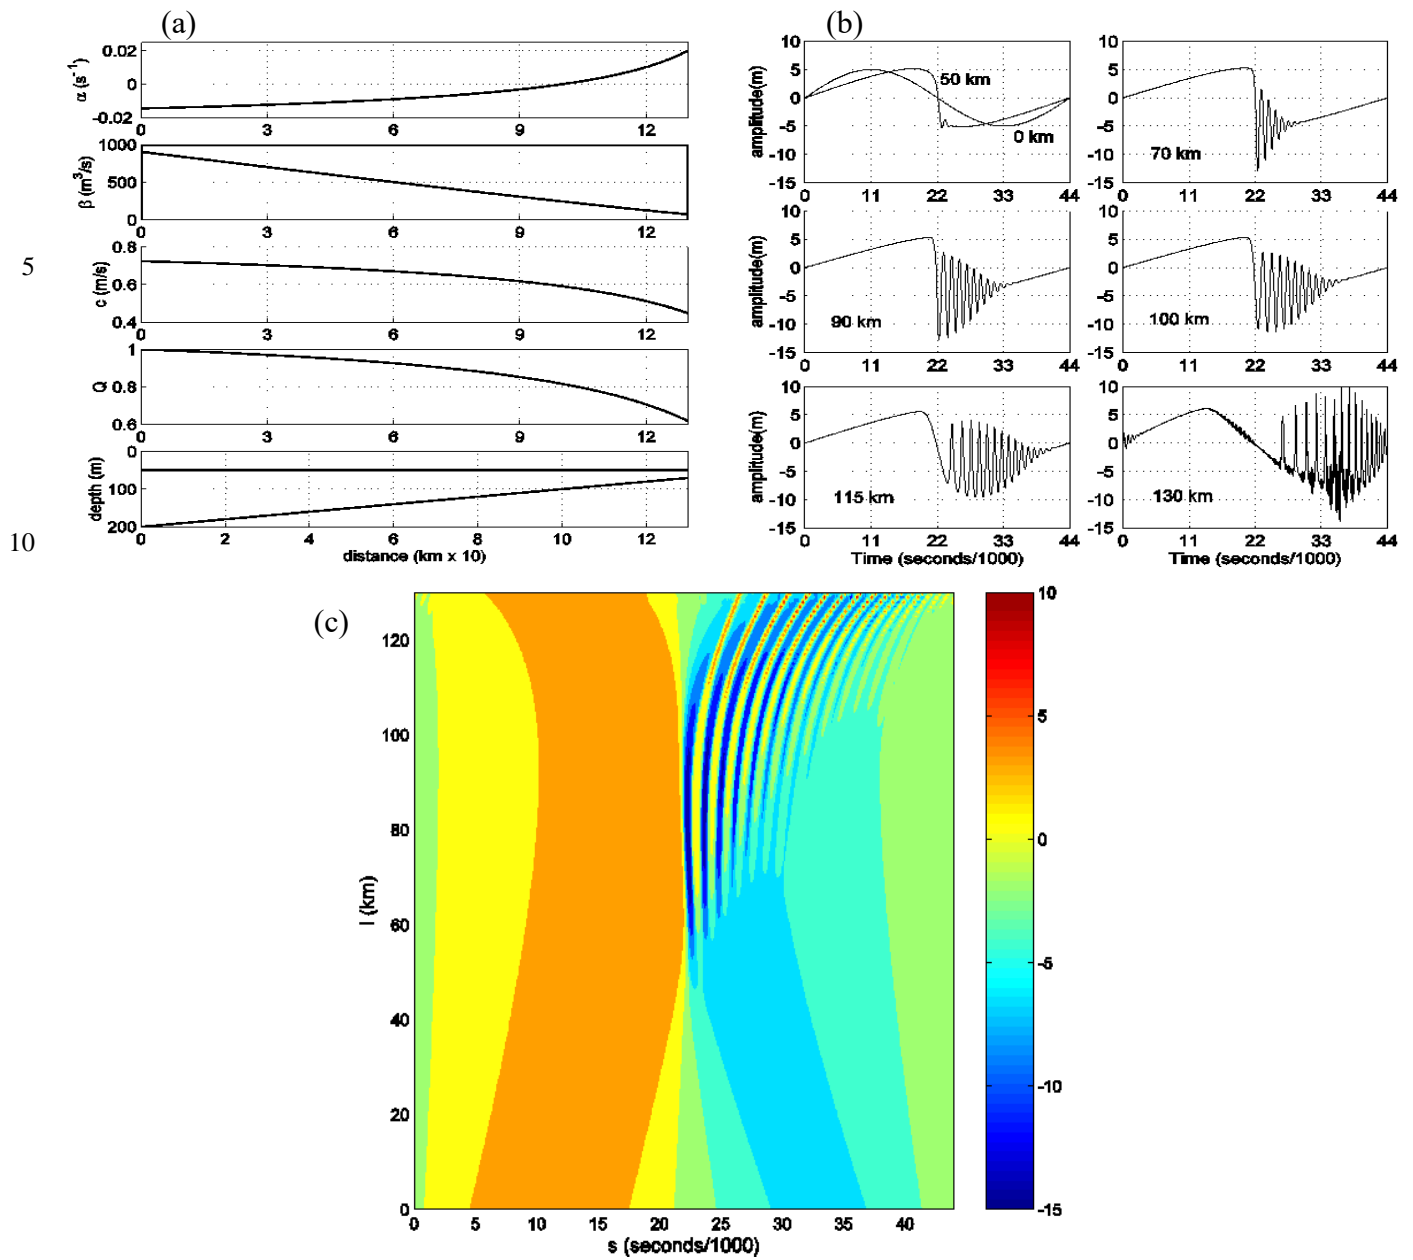 (a)
0.02
0
-0.02
α (s⁻¹)
0 3 6 9 12
1000
500
0
β (m³/s)
0 3 6 9 12
5
0.8
0.6
0.4
c (m/s)
0 3 6 9 12
1
0.8
0.6
Q
0 3 6 9 12
0
100
200
depth (m)
10
0 2 4 6 8 10 12
distance (km x 10)
(b)
10
5
0
-5
-10
-15
amplitude(m)
50 km
0 km
0 11 22 33 44
10
5
0
-5
-10
-15
70 km
0 11 22 33 44
10
5
0
-5
-10
-15
amplitude(m)
90 km
0 11 22 33 44
10
5
0
-5
-10
-15
100 km
0 11 22 33 44
10
5
0
-5
-10
-15
amplitude(m)
115 km
0 11 22 33 44
Time (seconds/1000)
10
5
0
-5
-10
-15
130 km
0 11 22 33 44
Time (seconds/1000)
(c)
120
100
80
60
40
20
0
l (km)
0 5 10 15 20 25 30 35 40
s (seconds/1000)
10
5
0
-5
-10
-15